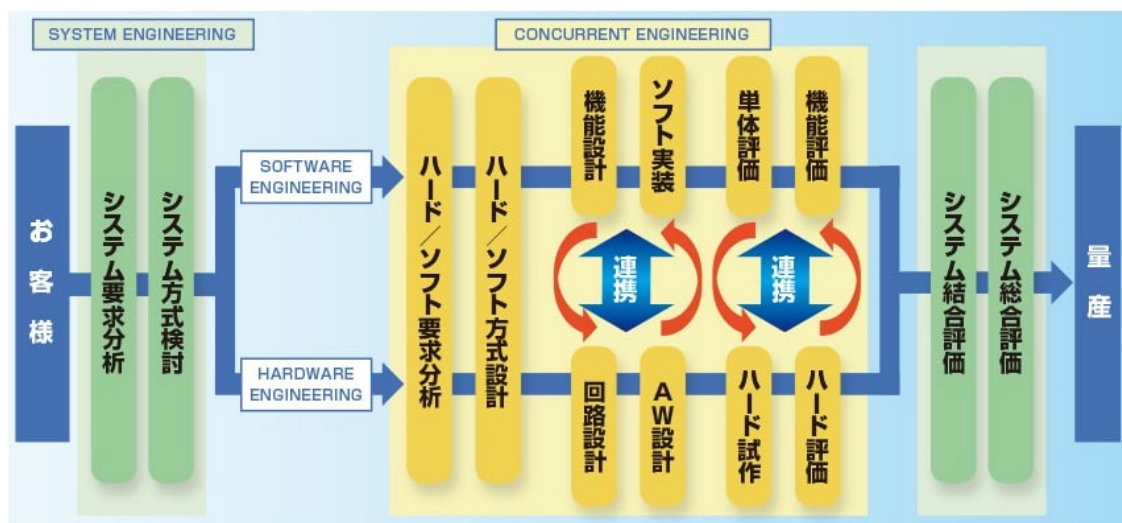 SYSTEM ENGINEERING
CONCURRENT ENGINEERING
お客様
システム要求分析
システム方式検討
SOFTWARE
ENGINEERING
HARDWARE
ENGINEERING
ハード／ソフト要求分析
ハード／ソフト方式設計
機能設計
ソフト実装
単体評価
機能評価
連携
連携
回路設計
AW設計
ハード試作
ハード評価
システム結合評価
システム総合評価
量産